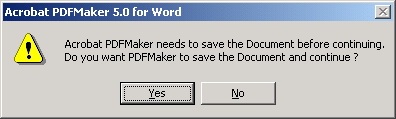 Acrobat PDFMaker 5.0 for Word
Acrobat PDFMaker needs to save the Document before continuing.
Do you want PDFMaker to save the Document and continue ?
Yes
No